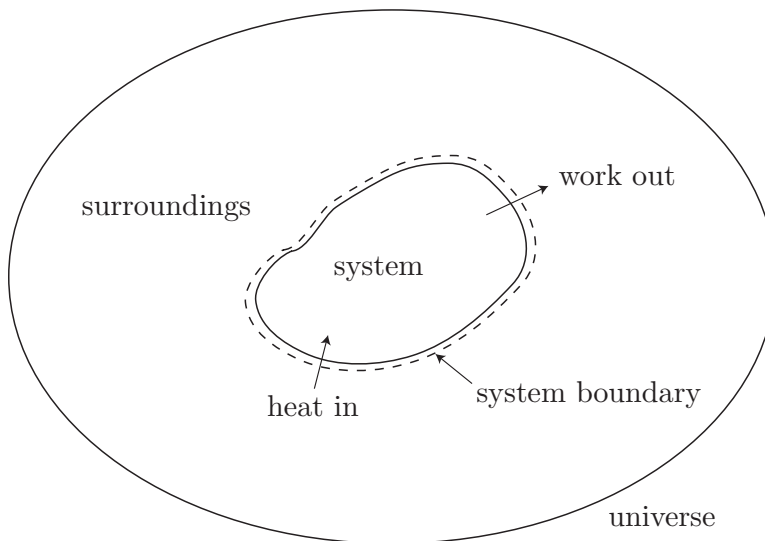 work out
surroundings
system
system boundary
heat in
universe